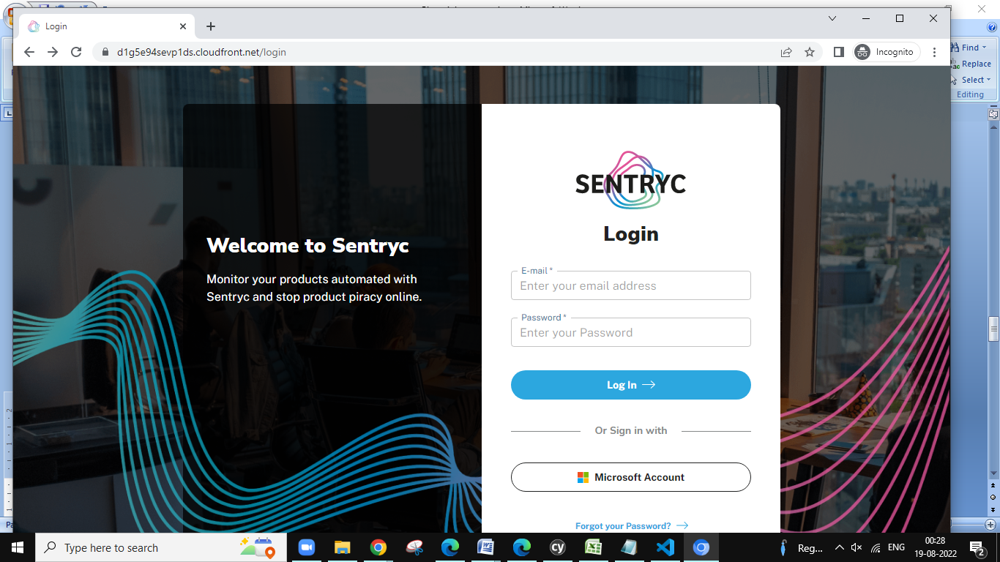 Login
d1g5e94sevp1ds.cloudfront.net/login
Incognito
Find
Replace
Select
Editing
SENTRYC
Login
Welcome to Sentryc
Monitor your products automated with
Sentryc and stop product piracy online.
E-mail *
Enter your email address
Password *
Enter your Password
Log In
Or Sign in with
Microsoft Account
Forgot your Password?
Type here to search
cy
Reg...
ENG
00:28
19-08-2022
2